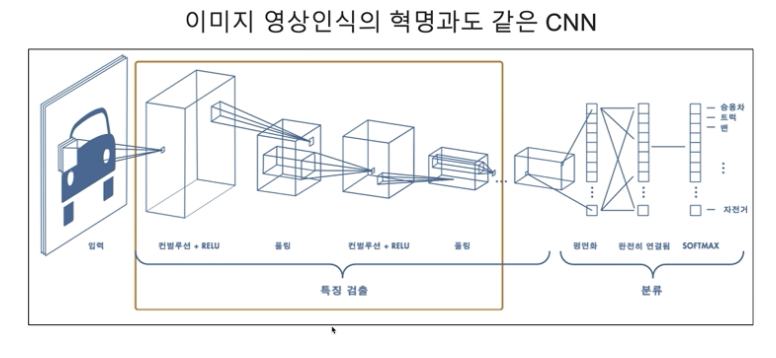 이미지 영상인식의 혁명과도 같은 CNN
승용차
트럭
밴
자전거
입력
컨벌루션 + RELU
풀링
컨벌루션 + RELU
풀링
평면화
완전히 연결됨
SOFTMAX
특징 검출
분류